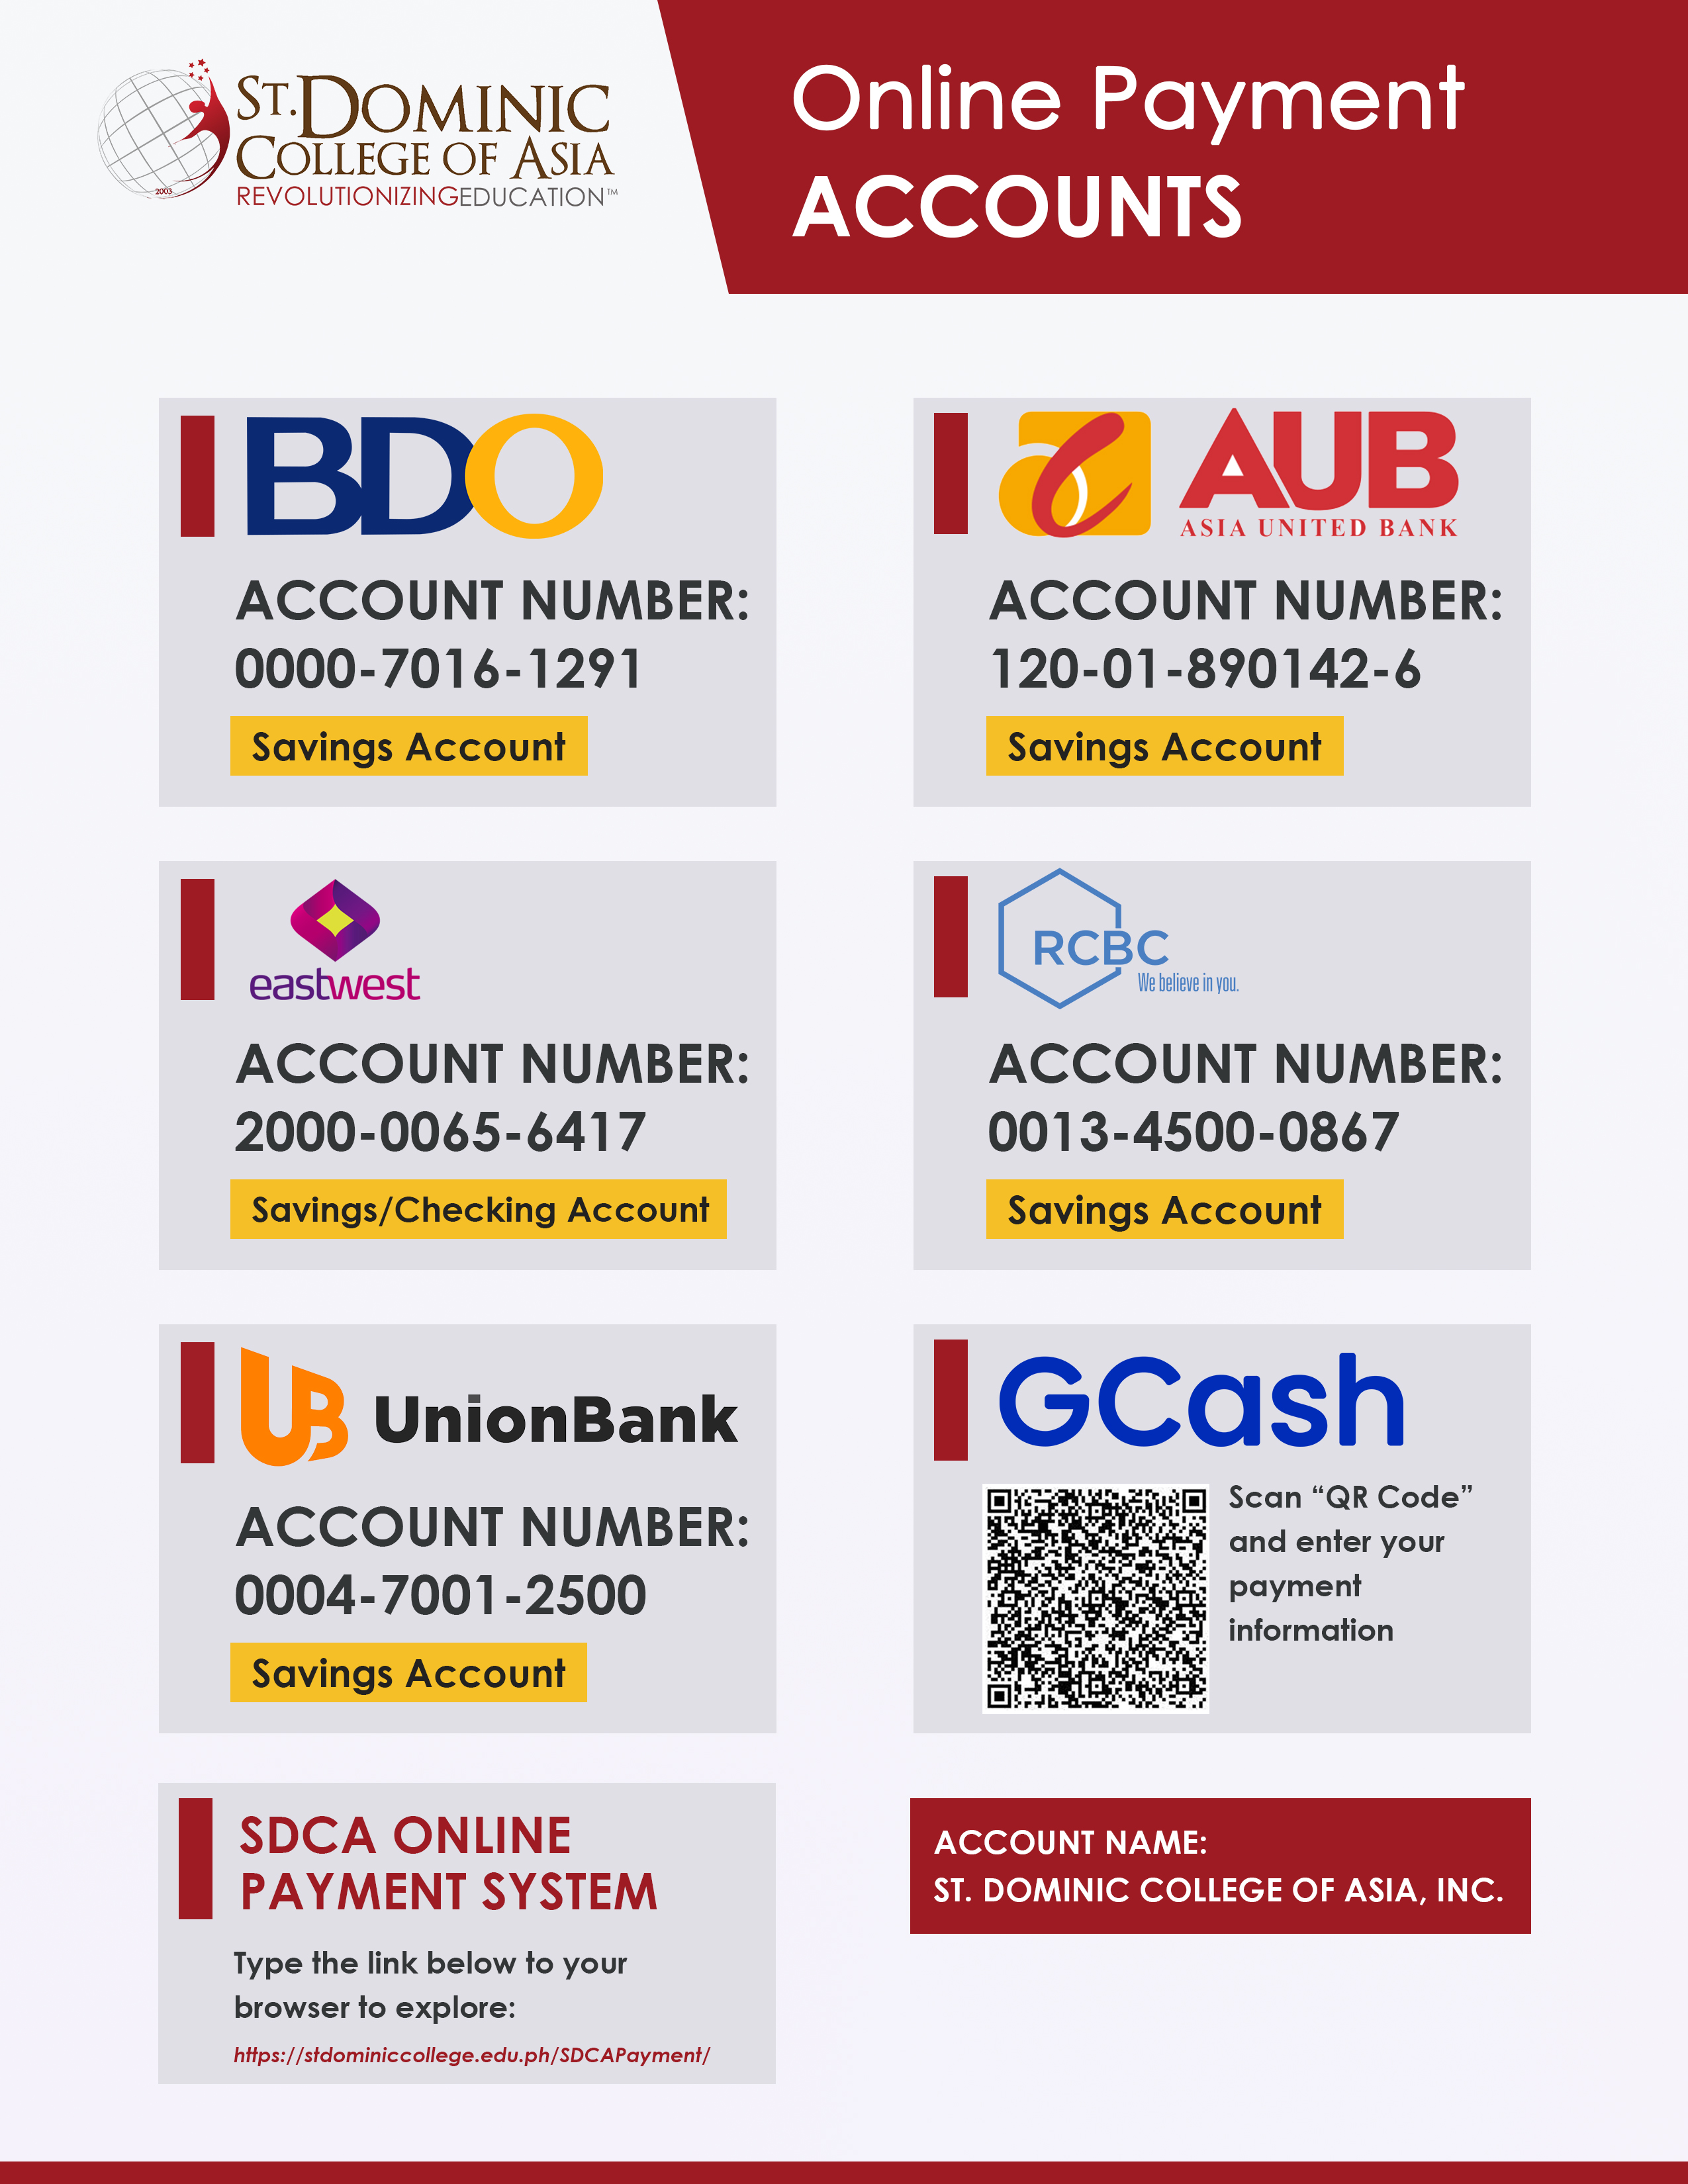 ST. DOMINIC
COLLEGE OF ASIA
REVOLUTIONIZINGEDUCATION™
2003
Online Payment
ACCOUNTS
BDO
ACCOUNT NUMBER:
0000-7016-1291
Savings Account
AUB
ASIA UNITED BANK
ACCOUNT NUMBER:
120-01-890142-6
Savings Account
eastwest
ACCOUNT NUMBER:
2000-0065-6417
Savings/Checking Account
RCBC
We believe in you.
ACCOUNT NUMBER:
0013-4500-0867
Savings Account
UB UnionBank
ACCOUNT NUMBER:
0004-7001-2500
Savings Account
GCash
Scan “QR Code”
and enter your
payment
information
SDCA ONLINE
PAYMENT SYSTEM
Type the link below to your
browser to explore:
https://stdominiccollege.edu.ph/SDCAPayment/
ACCOUNT NAME:
ST. DOMINIC COLLEGE OF ASIA, INC.